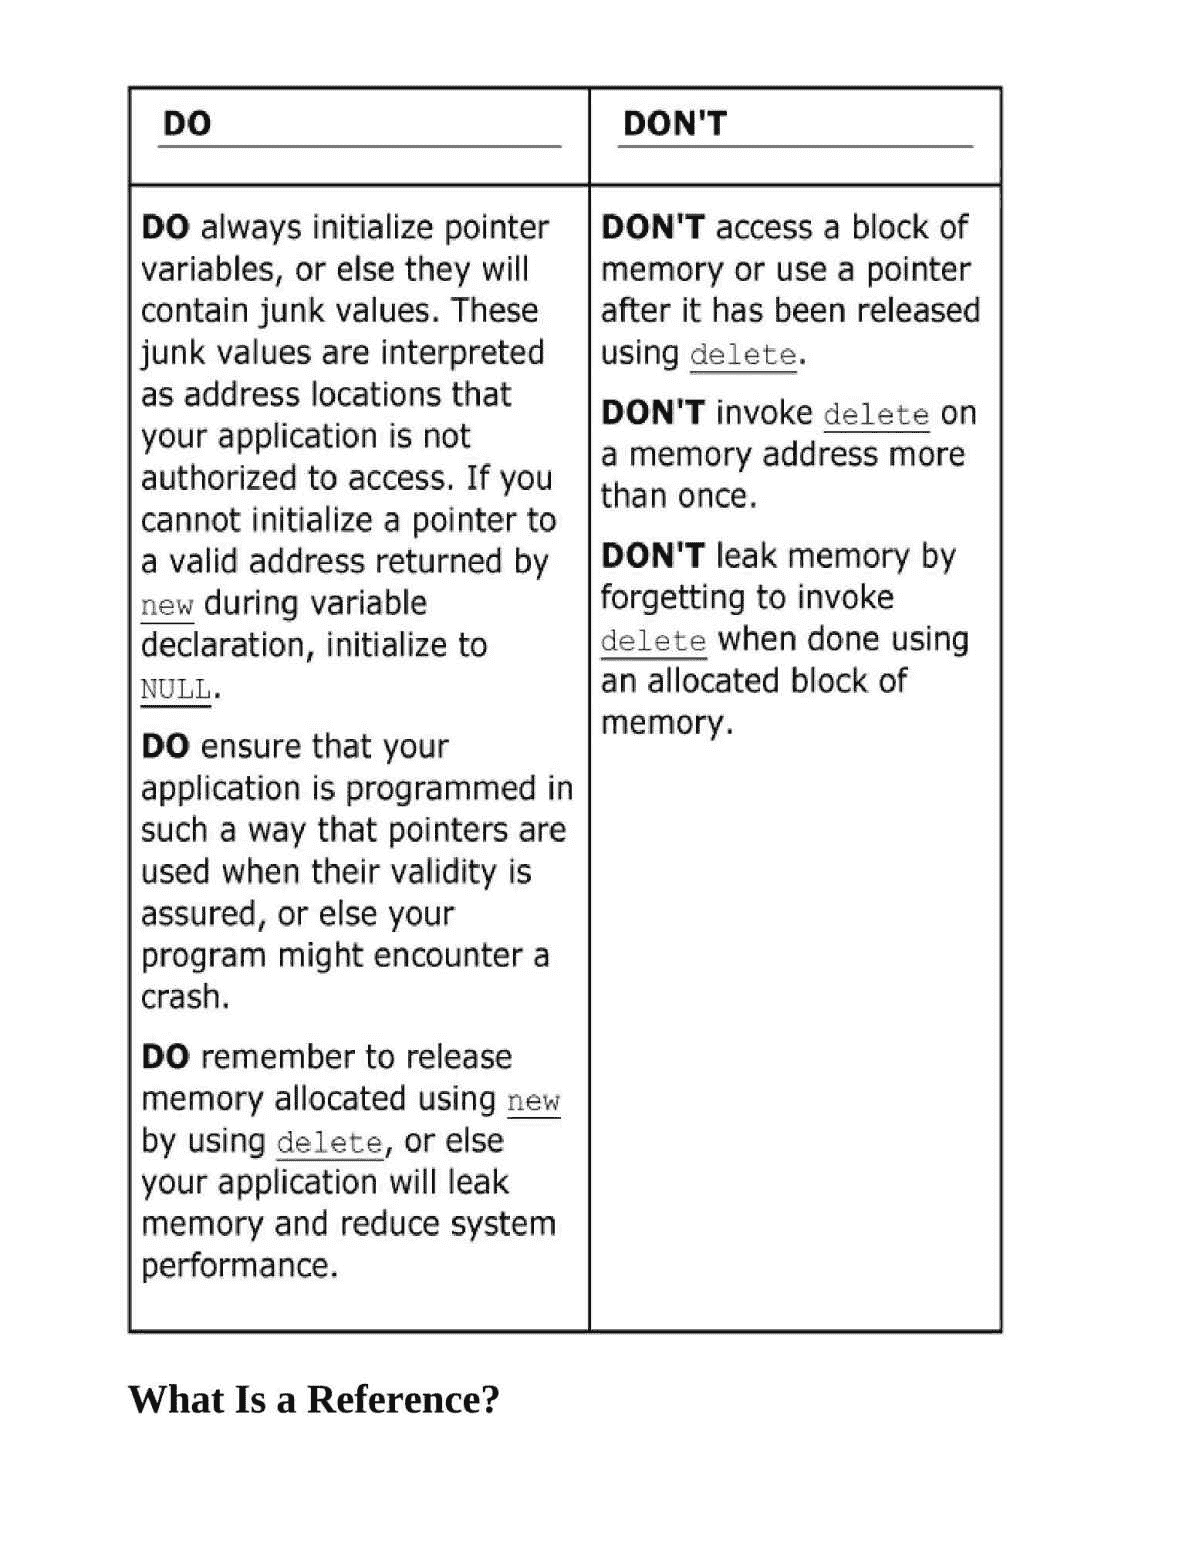 DO
DON'T
DO always initialize pointer
variables, or else they will
contain junk values. These
junk values are interpreted
as address locations that
your application is not
authorized to access. If you
cannot initialize a pointer to
a valid address returned by
new during variable
declaration, initialize to
NULL.
DO ensure that your
application is programmed in
such a way that pointers are
used when their validity is
assured, or else your
program might encounter a
crash.
DO remember to release
memory allocated using new
by using delete, or else
your application will leak
memory and reduce system
performance.
DON'T access a block of
memory or use a pointer
after it has been released
using delete.
DON'T invoke delete on
a memory address more
than once.
DON'T leak memory by
forgetting to invoke
delete when done using
an allocated block of
memory.
What Is a Reference?